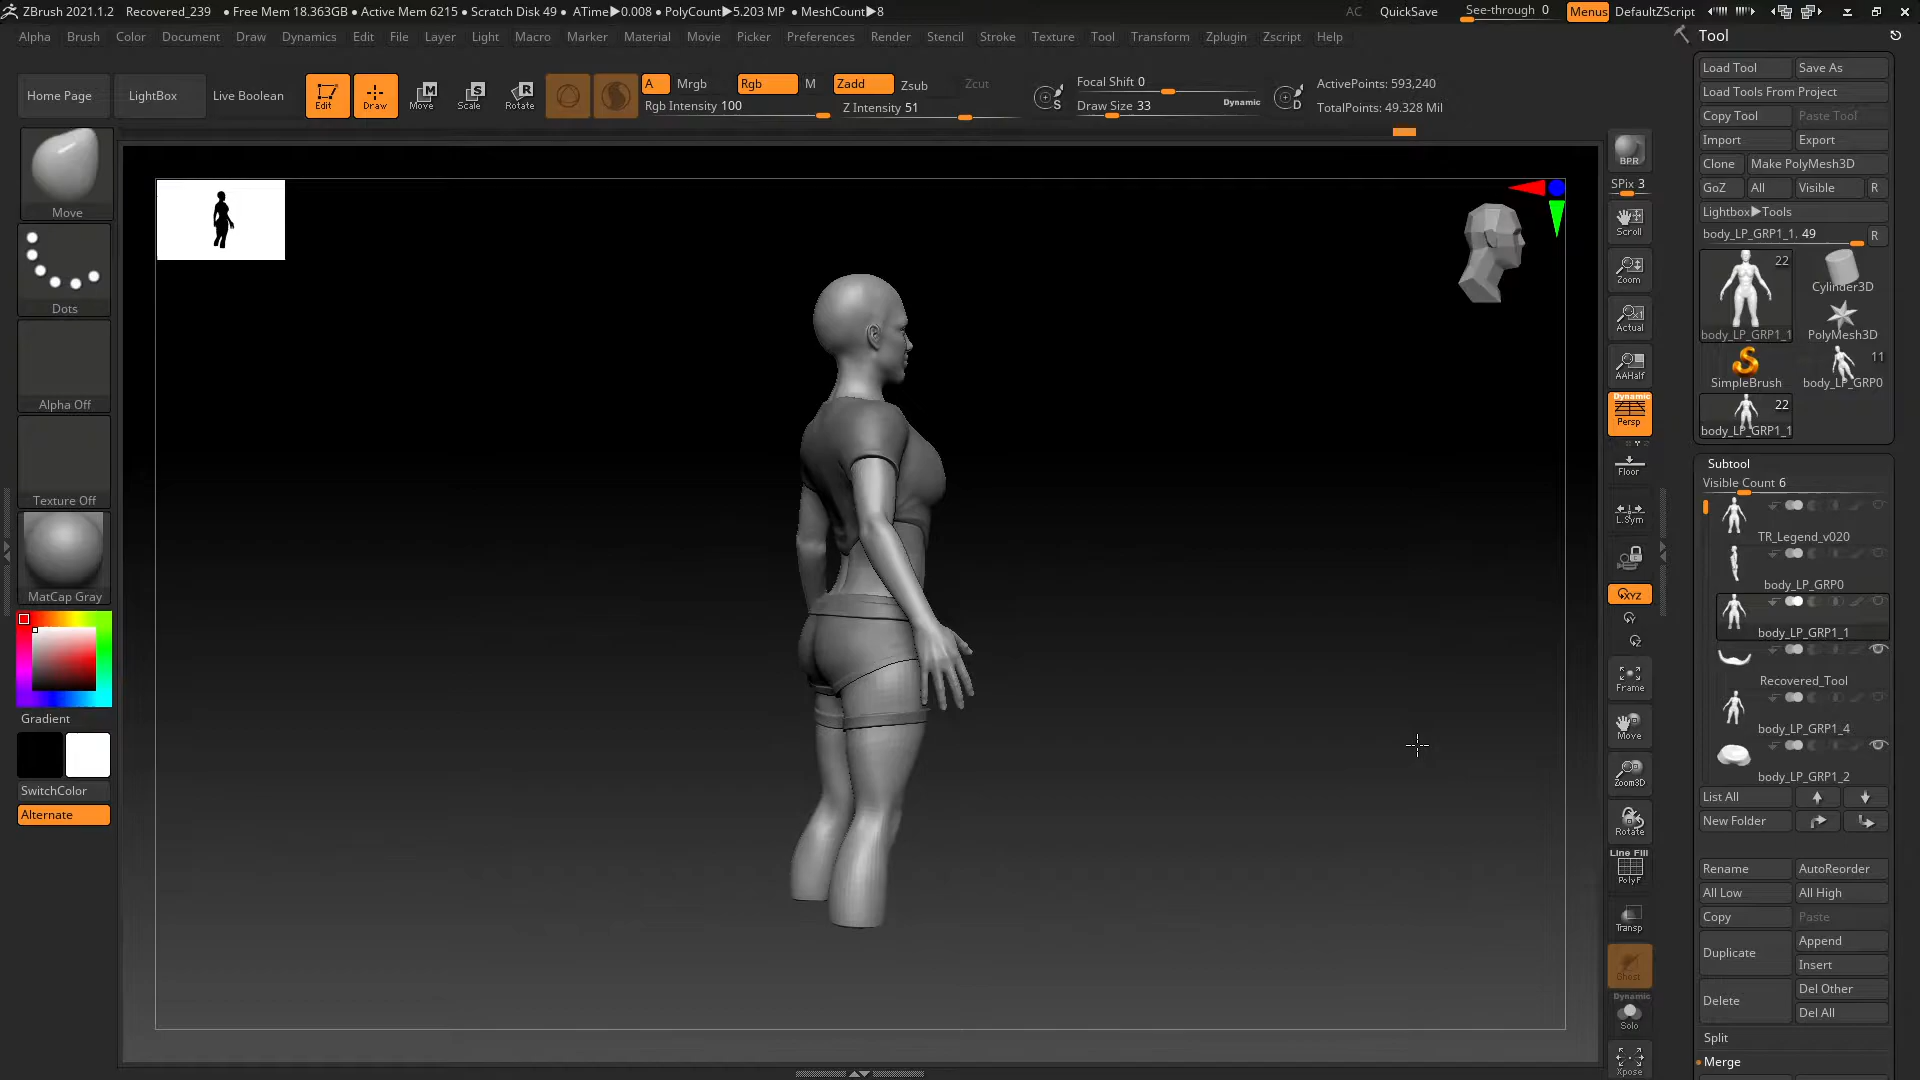 ZBrush 2021.1.2 Recovered_239 • Free Mem 18.363GB • Active Mem 6215 • Scratch Disk 49 • ATime▶0.008 • PolyCount▶5.203 MP • MeshCount▶8 AC QuickSave See-through 0 Menus DefaultZScript
Alpha Brush Color Document Draw Dynamics Edit File Layer Light Macro Marker Material Movie Picker Preferences Render Stencil Stroke Texture Tool Transform Zplugin Zscript Help
Tool
Home Page LightBox Live Boolean
Edit Draw Move Scale Rotate
A Mrgb Rgb M Zadd Zsub Zcut
Rgb Intensity 100 Z Intensity 51
Focal Shift 0
Draw Size 33 Dynamic
ActivePoints: 593,240
TotalPoints: 49.328 Mil
Move
Dots
Alpha Off
Texture Off
MatCap Gray
Gradient
SwitchColor
Alternate
BPR
SPix 3
Scroll
Zoom
Actual
AAHalf
Dynamic
Persp
Floor
L.Sym
XYZ
Frame
Move
Zoom3D
Rotate
Line Fill
PolyF
Transp
Ghost
Dynamic
Solo
Xpose
Load Tool Save As
Load Tools From Project
Copy Tool Paste Tool
Import Export
Clone Make PolyMesh3D
GoZ All Visible R
Lightbox▶Tools
body_LP_GRP1_1. 49 R
22
Cylinder3D
body_LP_GRP1_1 PolyMesh3D
11
SimpleBrush body_LP_GRP0
22
body_LP_GRP1_1
Subtool
Visible Count 6
TR_Legend_v020
body_LP_GRP0
body_LP_GRP1_1
Recovered_Tool
body_LP_GRP1_4
body_LP_GRP1_2
List All
New Folder
Rename AutoReorder
All Low All High
Copy Paste
Duplicate Append
Insert
Delete Del Other
Del All
Split
Merge